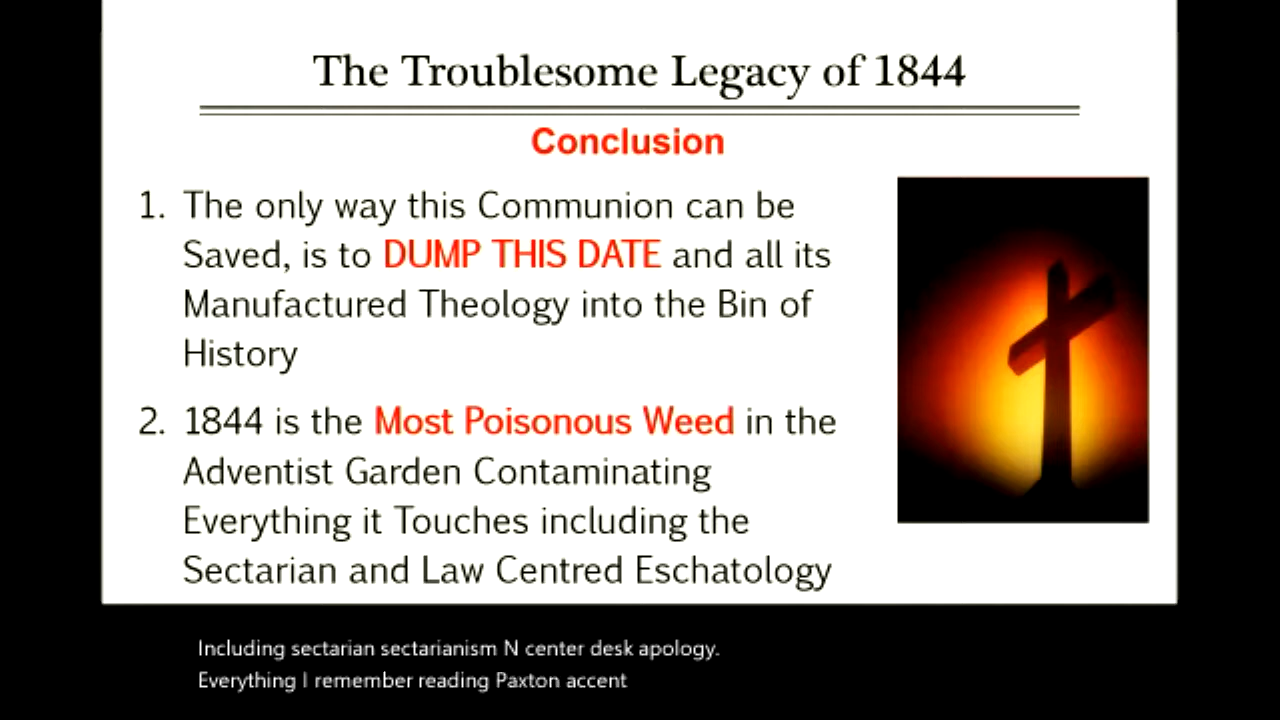 The Troublesome Legacy of 1844
Conclusion
1. The only way this Communion can be
Saved, is to DUMP THIS DATE and all its
Manufactured Theology into the Bin of
History
2. 1844 is the Most Poisonous Weed in the
Adventist Garden Contaminating
Everything it Touches including the
Sectarian and Law Centred Eschatology
Including sectarian sectarianism N center desk apology.
Everything I remember reading Paxton accent